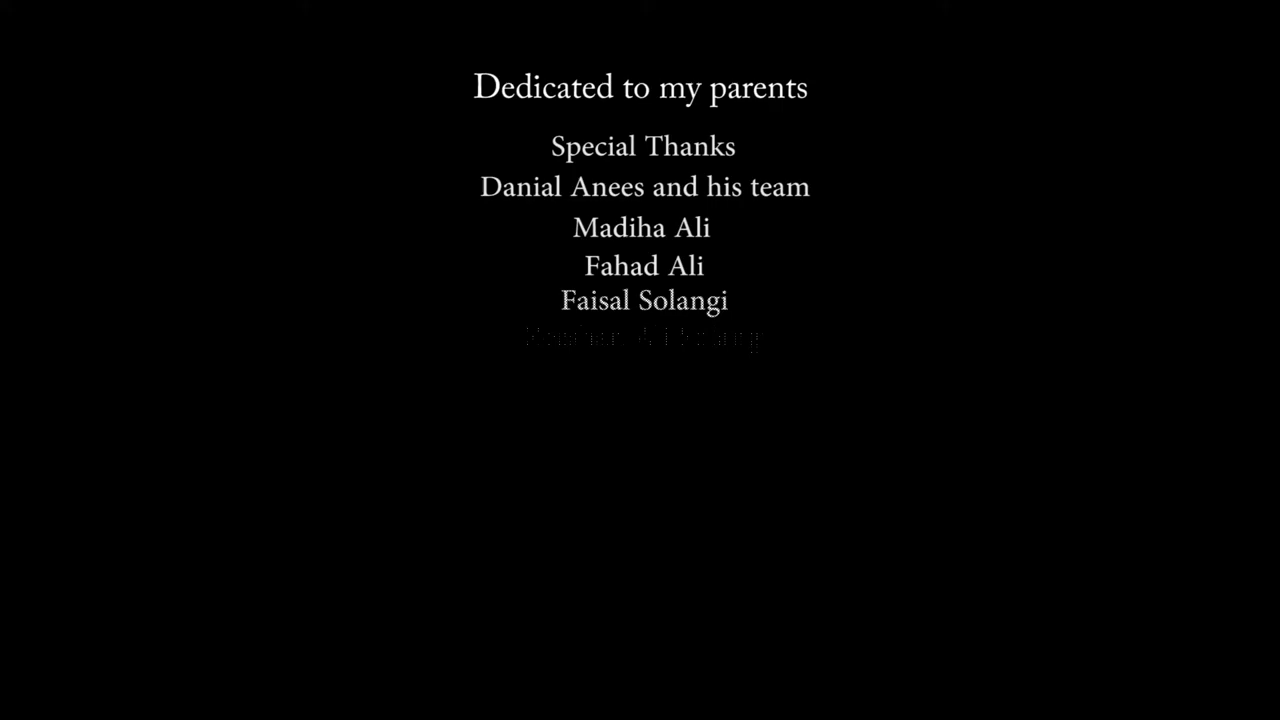 Dedicated to my parents
Special Thanks
Danial Anees and his team
Madiha Ali
Fahad Ali
Faisal Solangi